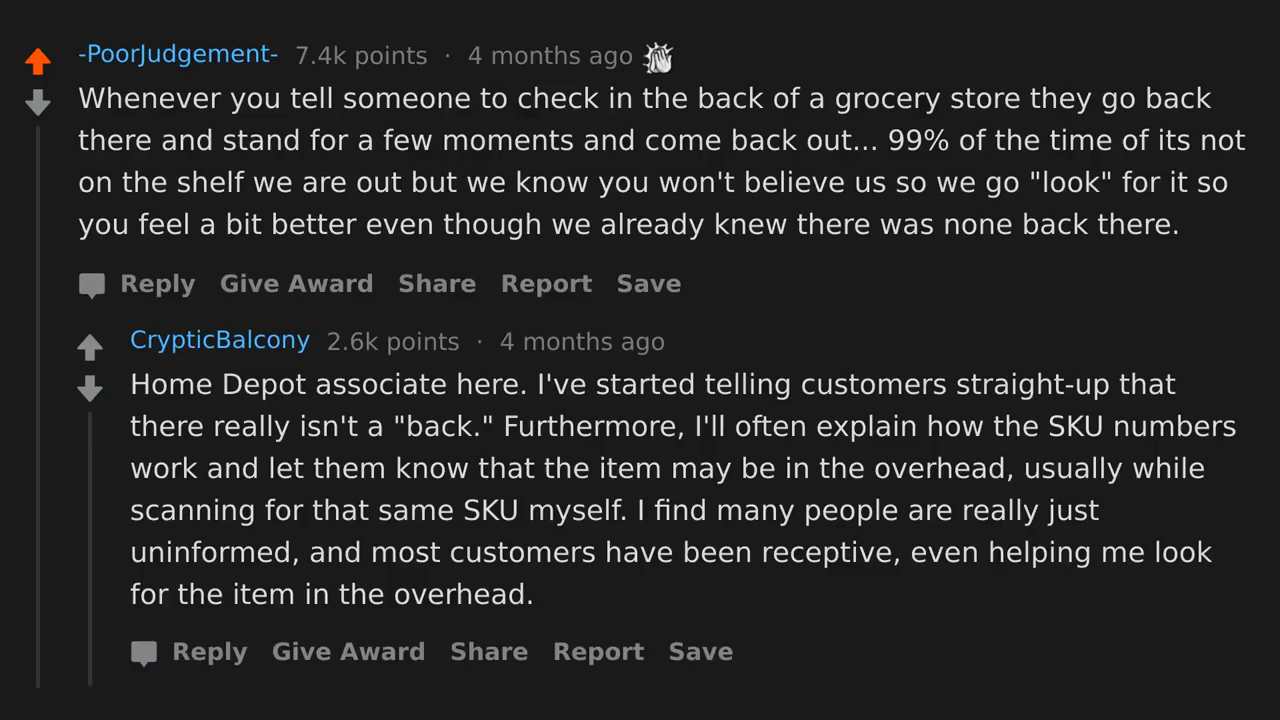 -PoorJudgement- 7.4k points · 4 months ago
Whenever you tell someone to check in the back of a grocery store they go back
there and stand for a few moments and come back out... 99% of the time of its not
on the shelf we are out but we know you won't believe us so we go "look" for it so
you feel a bit better even though we already knew there was none back there.
Reply Give Award Share Report Save
CrypticBalcony 2.6k points · 4 months ago
Home Depot associate here. I've started telling customers straight-up that
there really isn't a "back." Furthermore, I'll often explain how the SKU numbers
work and let them know that the item may be in the overhead, usually while
scanning for that same SKU myself. I find many people are really just
uninformed, and most customers have been receptive, even helping me look
for the item in the overhead.
Reply Give Award Share Report Save